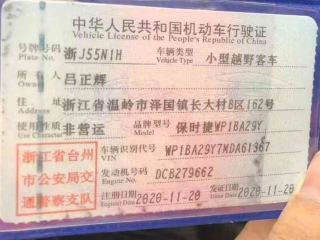 中华人民共和国机动车行驶证
Vehicle License of the People's Republic of China
号牌号码 Plate No. 浙J55N1H 车辆类型 Vehicle Type 小型越野客车
所有人 Owner 吕正辉
住址 Address 浙江省温岭市泽国镇长大村B区162号
使用性质 Use Character 非营运 品牌型号 Model 保时捷WP1BA29Y
浙江省台州市公安局交通警察支队
车辆识别代号 VIN WP1BA29Y7MDA61367
发动机号码 Engine No. DCB279662
注册日期 2020-11-20 发证日期 2020-11-20